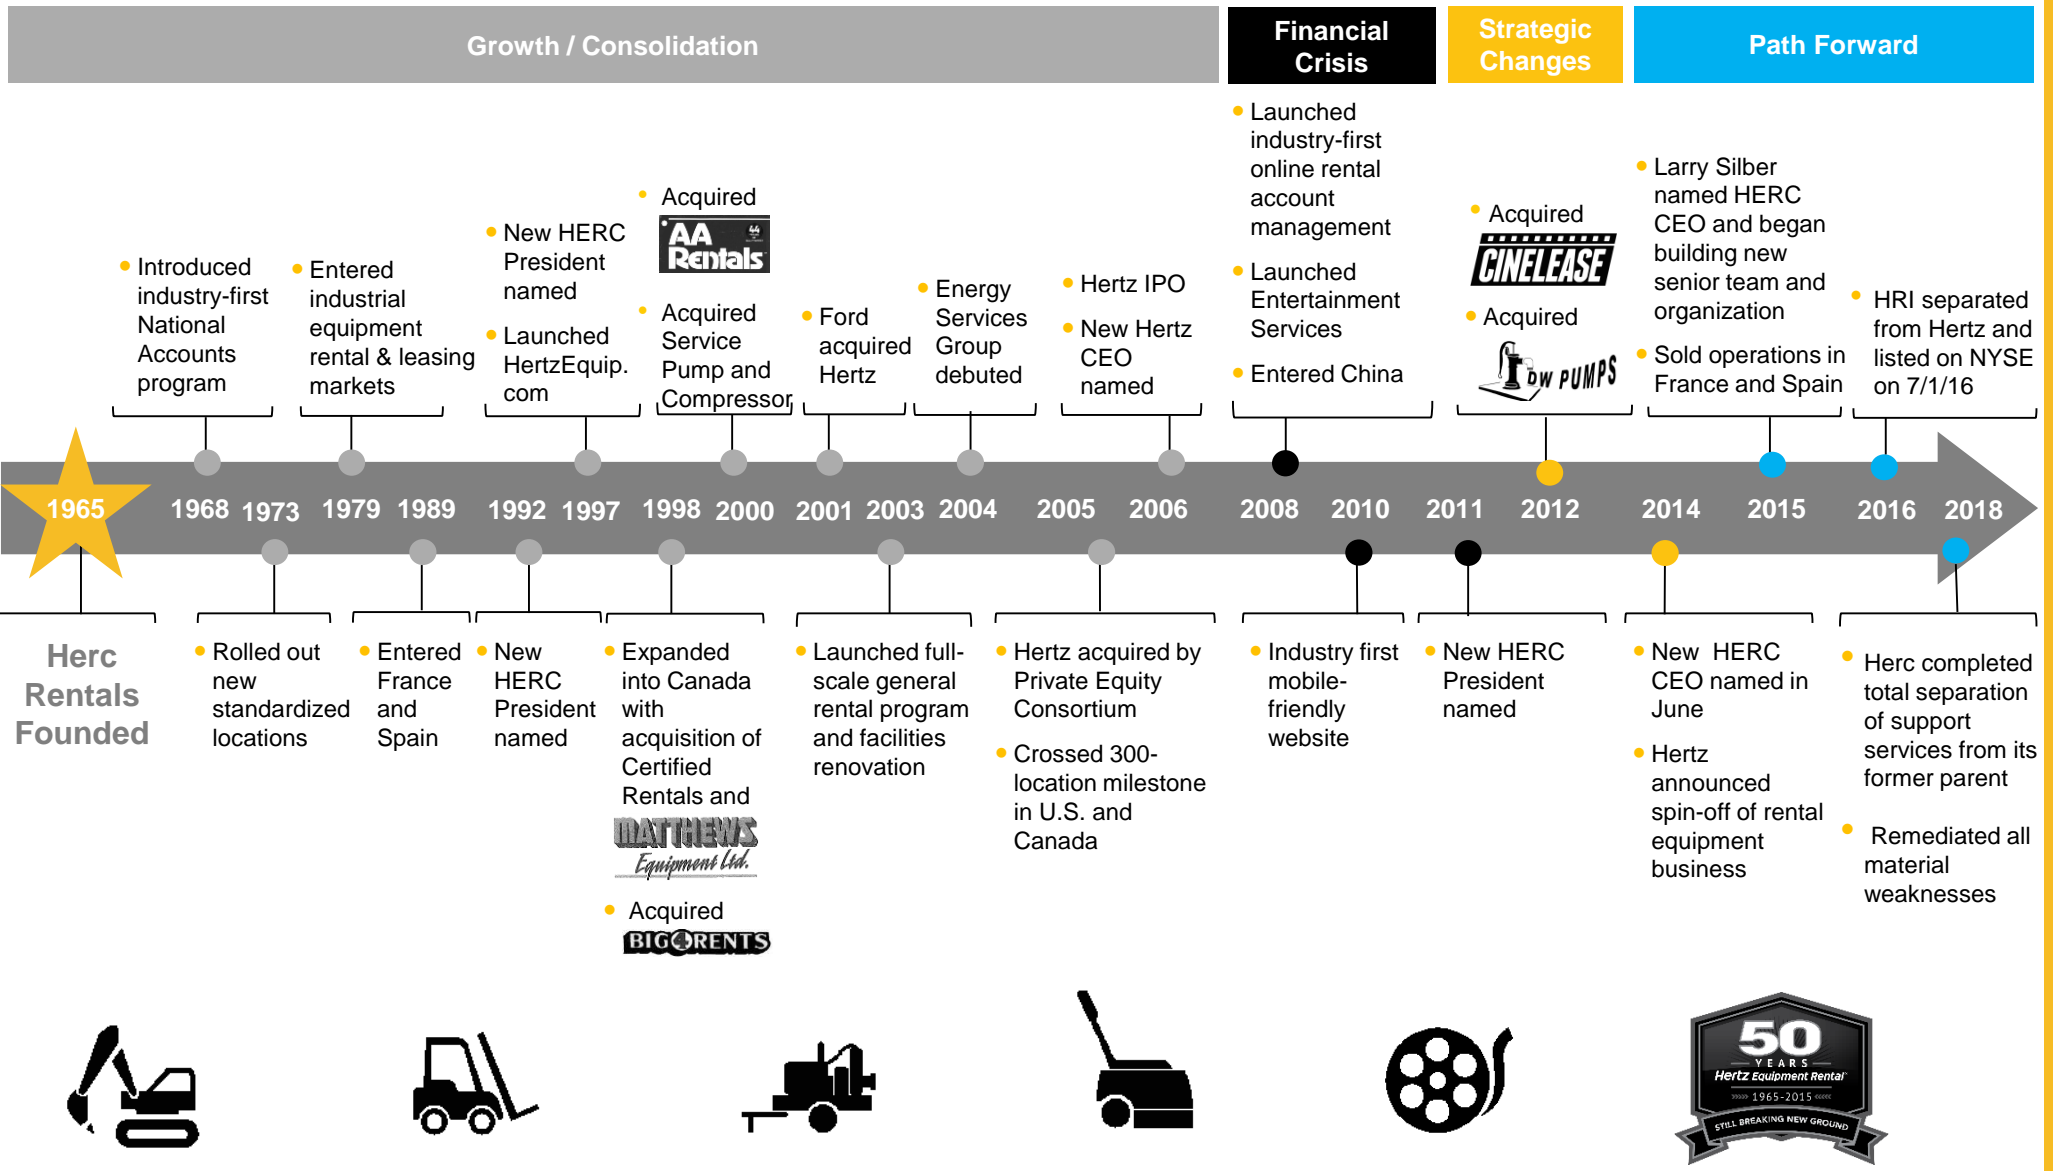 Growth / Consolidation
Financial
Crisis
Strategic
Changes
Path Forward
Introduced
industry-first
National
Accounts
program
Entered
industrial
equipment
rental & leasing
markets
New HERC
President
named
Launched
HertzEquip.
com
Acquired
AA
Rentals
Acquired
Service
Pump and
Compressor
Ford
acquired
Hertz
Energy
Services
Group
debuted
Hertz IPO
New Hertz
CEO
named
Launched
industry-first
online rental
account
management
Launched
Entertainment
Services
Entered China
Acquired
CINELEASE
Acquired
DW PUMPS
Larry Silber
named HERC
CEO and began
building new
senior team and
organization
Sold operations in
France and Spain
HRI separated
from Hertz and
listed on NYSE
on 7/1/16
1965 1968 1973 1979 1989 1992 1997 1998 2000 2001 2003 2004 2005 2006 2008 2010 2011 2012 2014 2015 2016 2018
Herc
Rentals
Founded
Rolled out
new
standardized
locations
Entered
France
and
Spain
New
HERC
President
named
Expanded
into Canada
with
acquisition of
Certified
Rentals and
MATTHEWS
Equipment Ltd.
Acquired
BIG4RENTS
Launched full-
scale general
rental program
and facilities
renovation
Hertz acquired by
Private Equity
Consortium
Crossed 300-
location milestone
in U.S. and
Canada
Industry first
mobile-
friendly
website
New HERC
President
named
New HERC
CEO named in
June
Hertz
announced
spin-off of rental
equipment
business
Herc completed
total separation
of support
services from its
former parent
Remediated all
material
weaknesses
50
YEARS
Hertz Equipment Rental
1965-2015
STILL BREAKING NEW GROUND